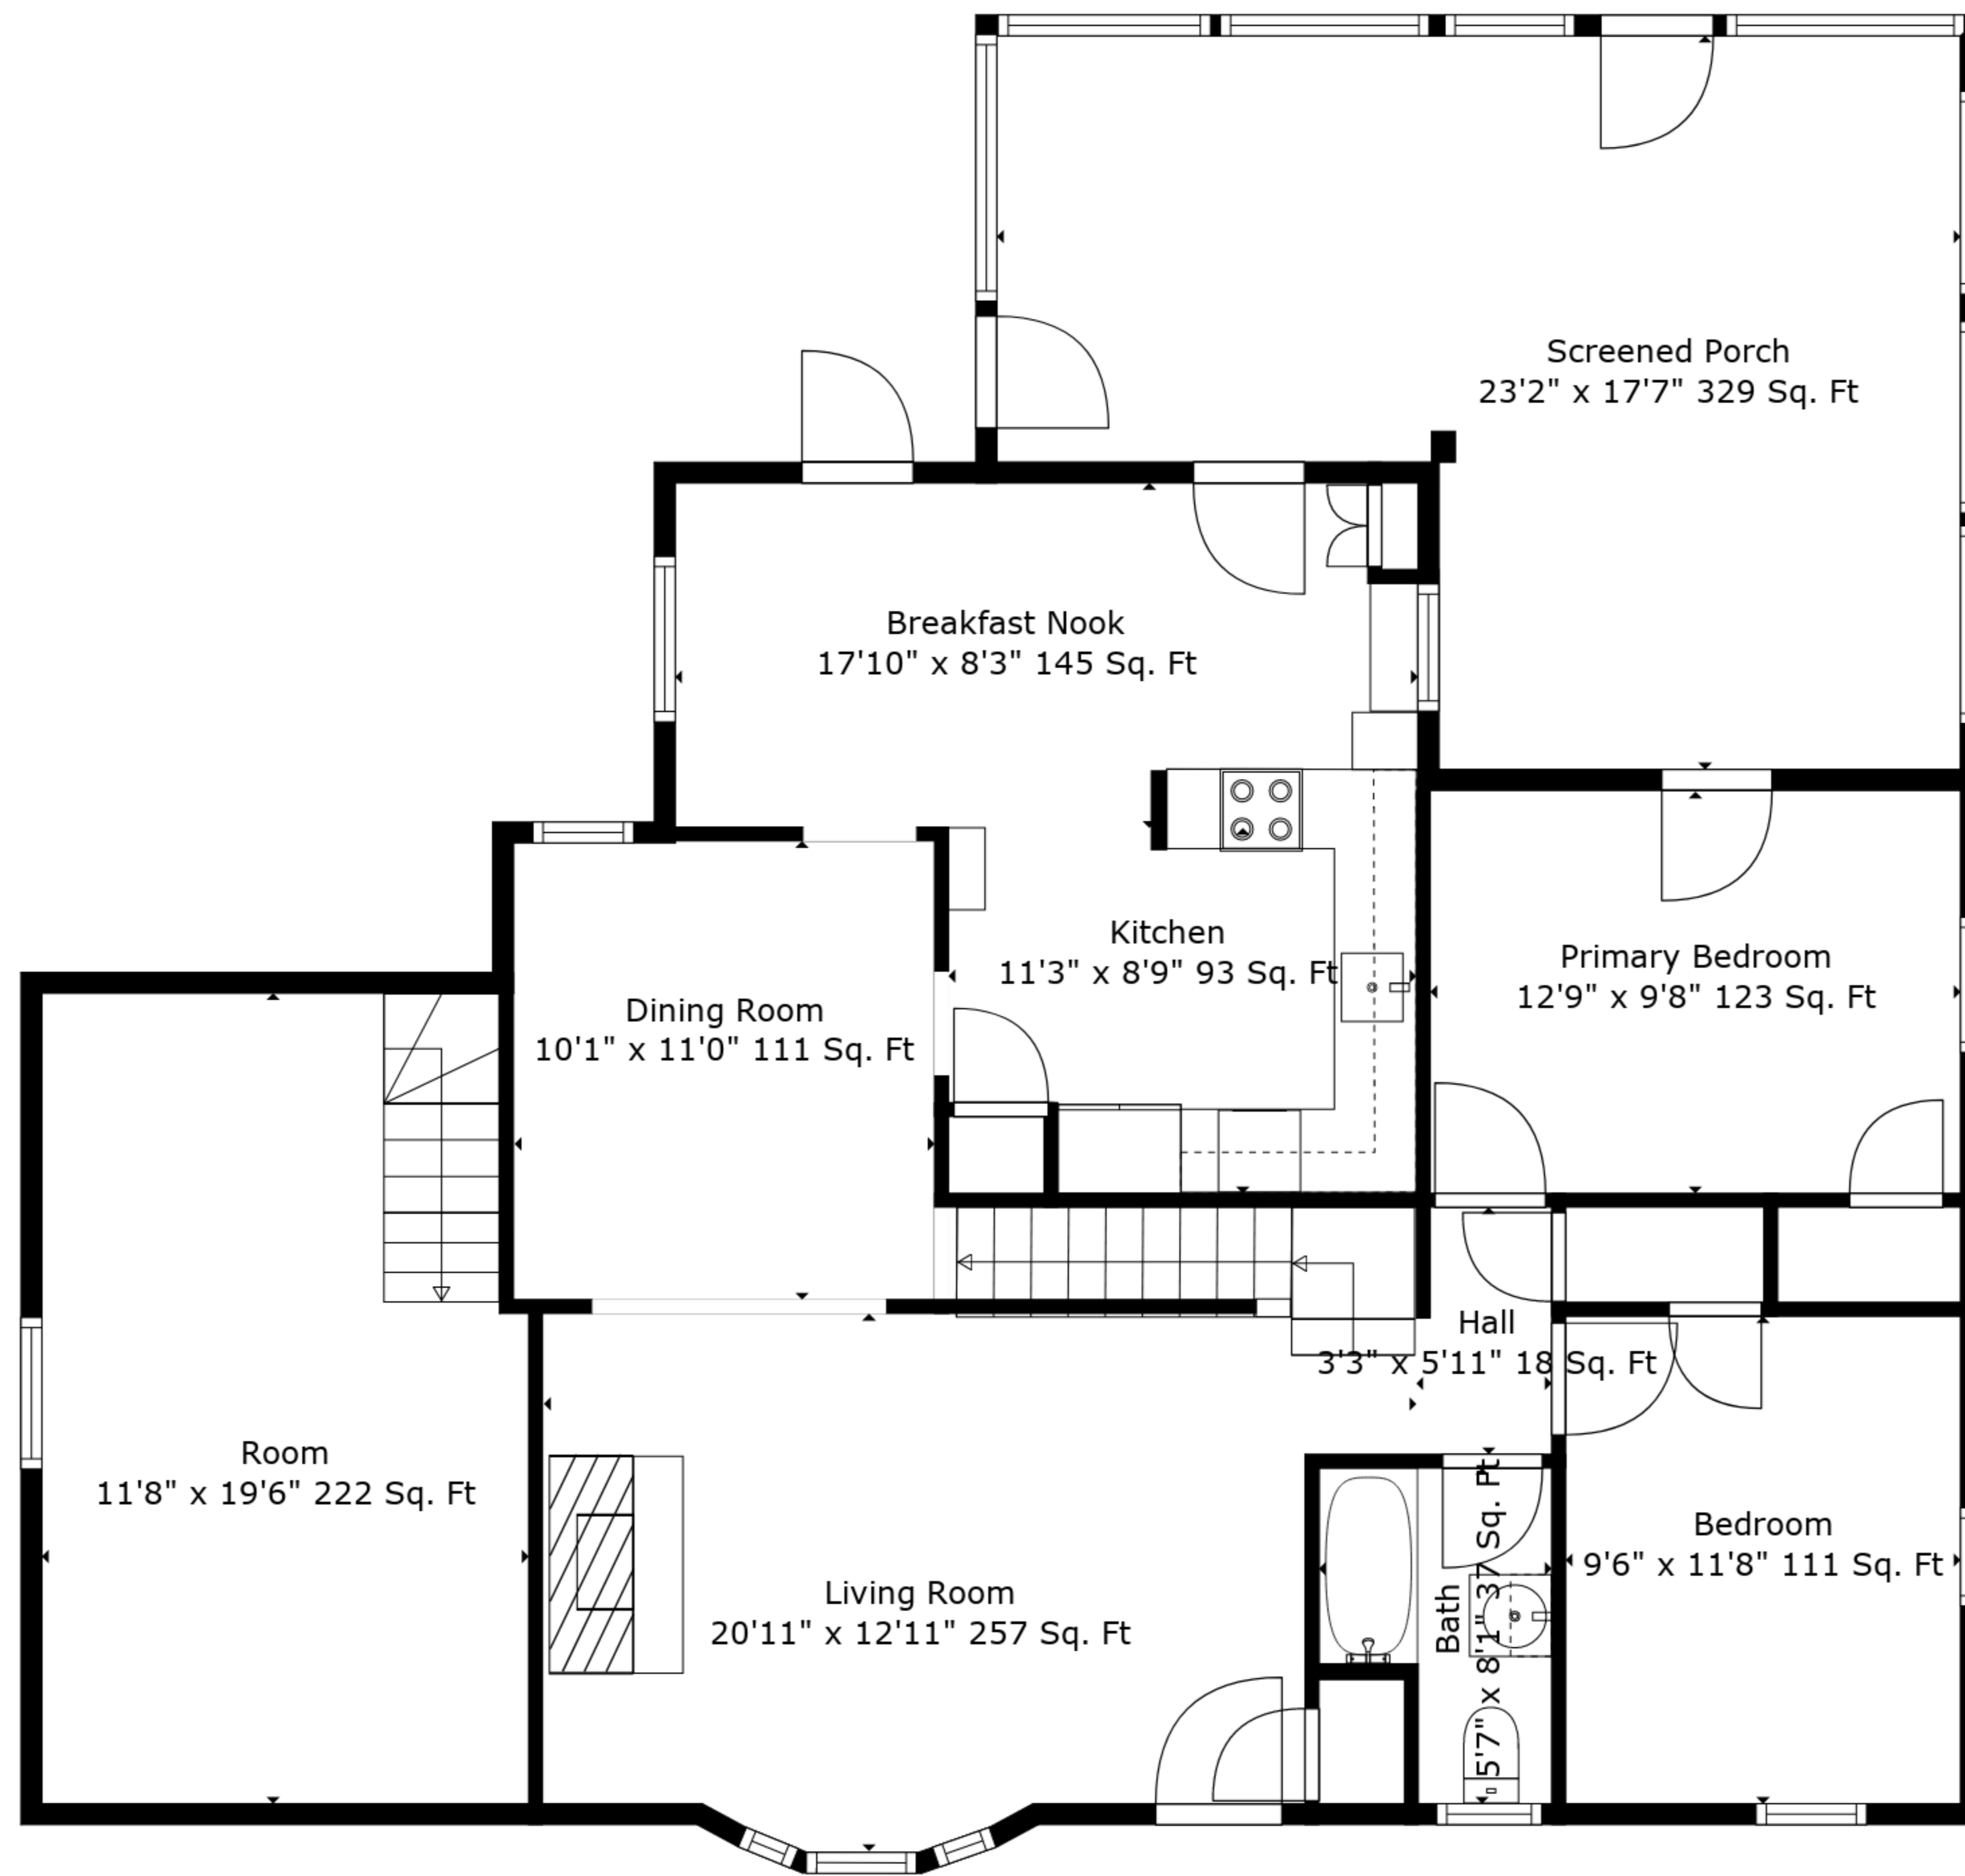 Screened Porch
23'2" x 17'7" 329 Sq. Ft
Breakfast Nook
17'10" x 8'3" 145 Sq. Ft
Kitchen
11'3" x 8'9" 93 Sq. Ft
Primary Bedroom
12'9" x 9'8" 123 Sq. Ft
Dining Room
10'1" x 11'0" 111 Sq. Ft
Hall
3'3" x 5'11" 18 Sq. Ft
Room
11'8" x 19'6" 222 Sq. Ft
Living Room
20'11" x 12'11" 257 Sq. Ft
Bath
5'7" x 8'1" 37 Sq. Ft
Bedroom
9'6" x 11'8" 111 Sq. Ft